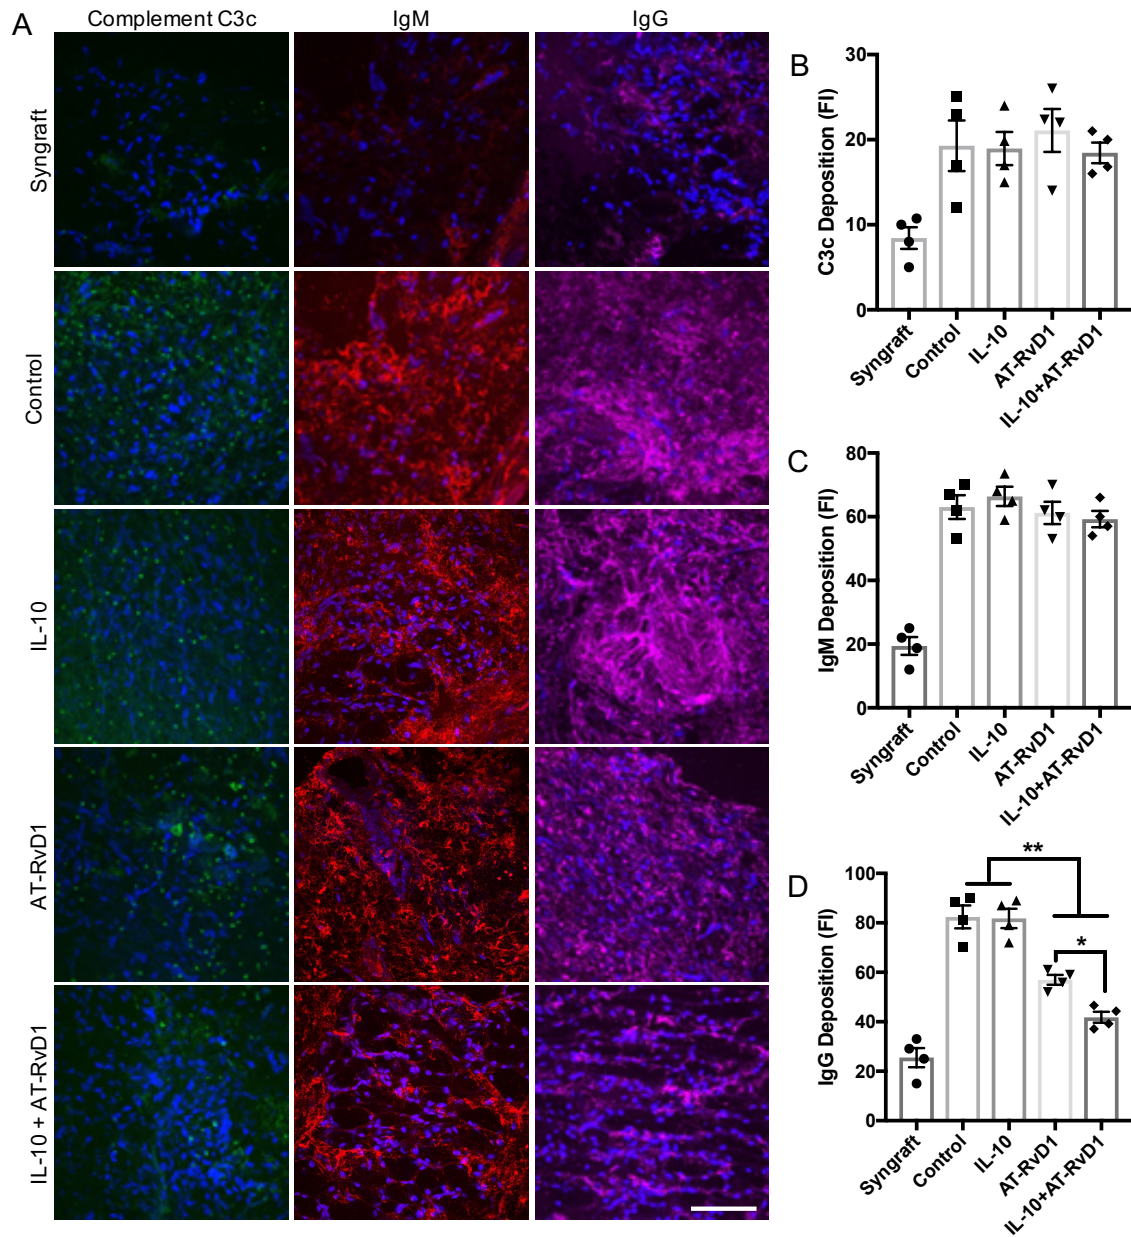 A
Complement C3c
IgM
IgG
Syngraft
Control
IL-10
AT-RvD1
IL-10 + AT-RvD1
B
C3c Deposition (FI)
30
20
10
0
Syngraft
Control
IL-10
AT-RvD1
IL-10+AT-RvD1
C
IgM Deposition (FI)
80
60
40
20
0
Syngraft
Control
IL-10
AT-RvD1
IL-10+AT-RvD1
D
IgG Deposition (FI)
100
80
60
40
20
0
**
*
Syngraft
Control
IL-10
AT-RvD1
IL-10+AT-RvD1